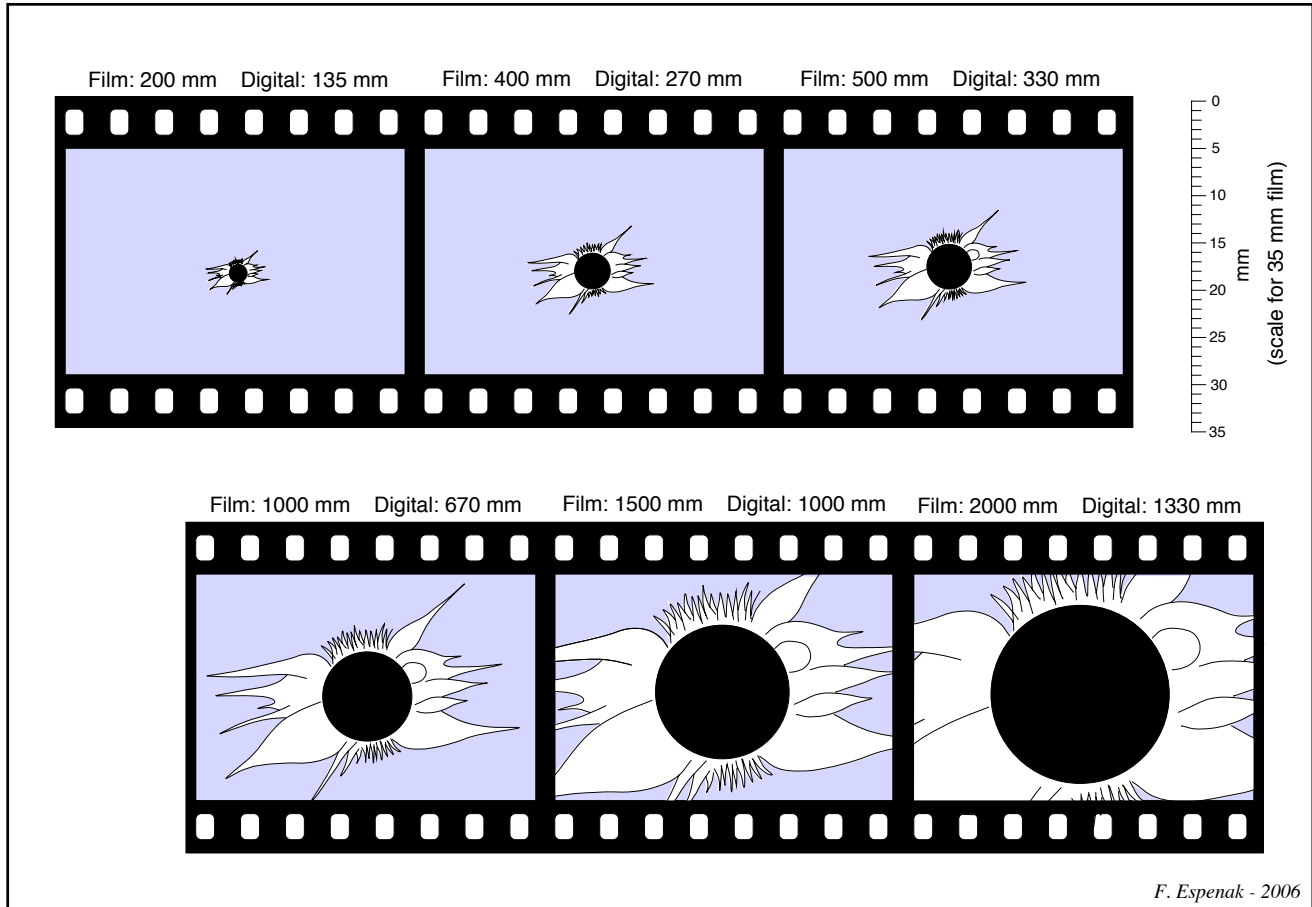 Film: 200 mm Digital: 135 mm
Film: 400 mm Digital: 270 mm
Film: 500 mm Digital: 330 mm
0
5
10
15
20
25
30
35
mm
(scale for 35 mm film)
Film: 1000 mm Digital: 670 mm
Film: 1500 mm Digital: 1000 mm
Film: 2000 mm Digital: 1330 mm
F. Espenak - 2006